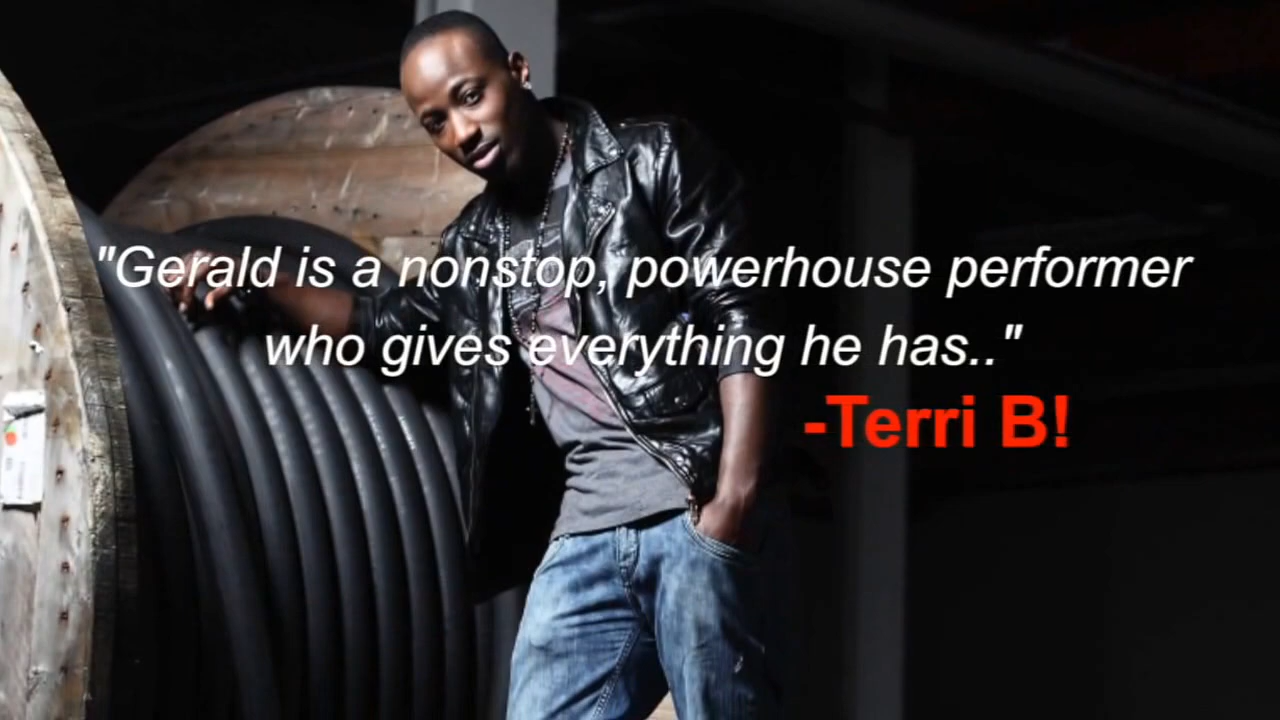 "Gerald is a nonstop, powerhouse performer
who gives everything he has.."
-Terri B!